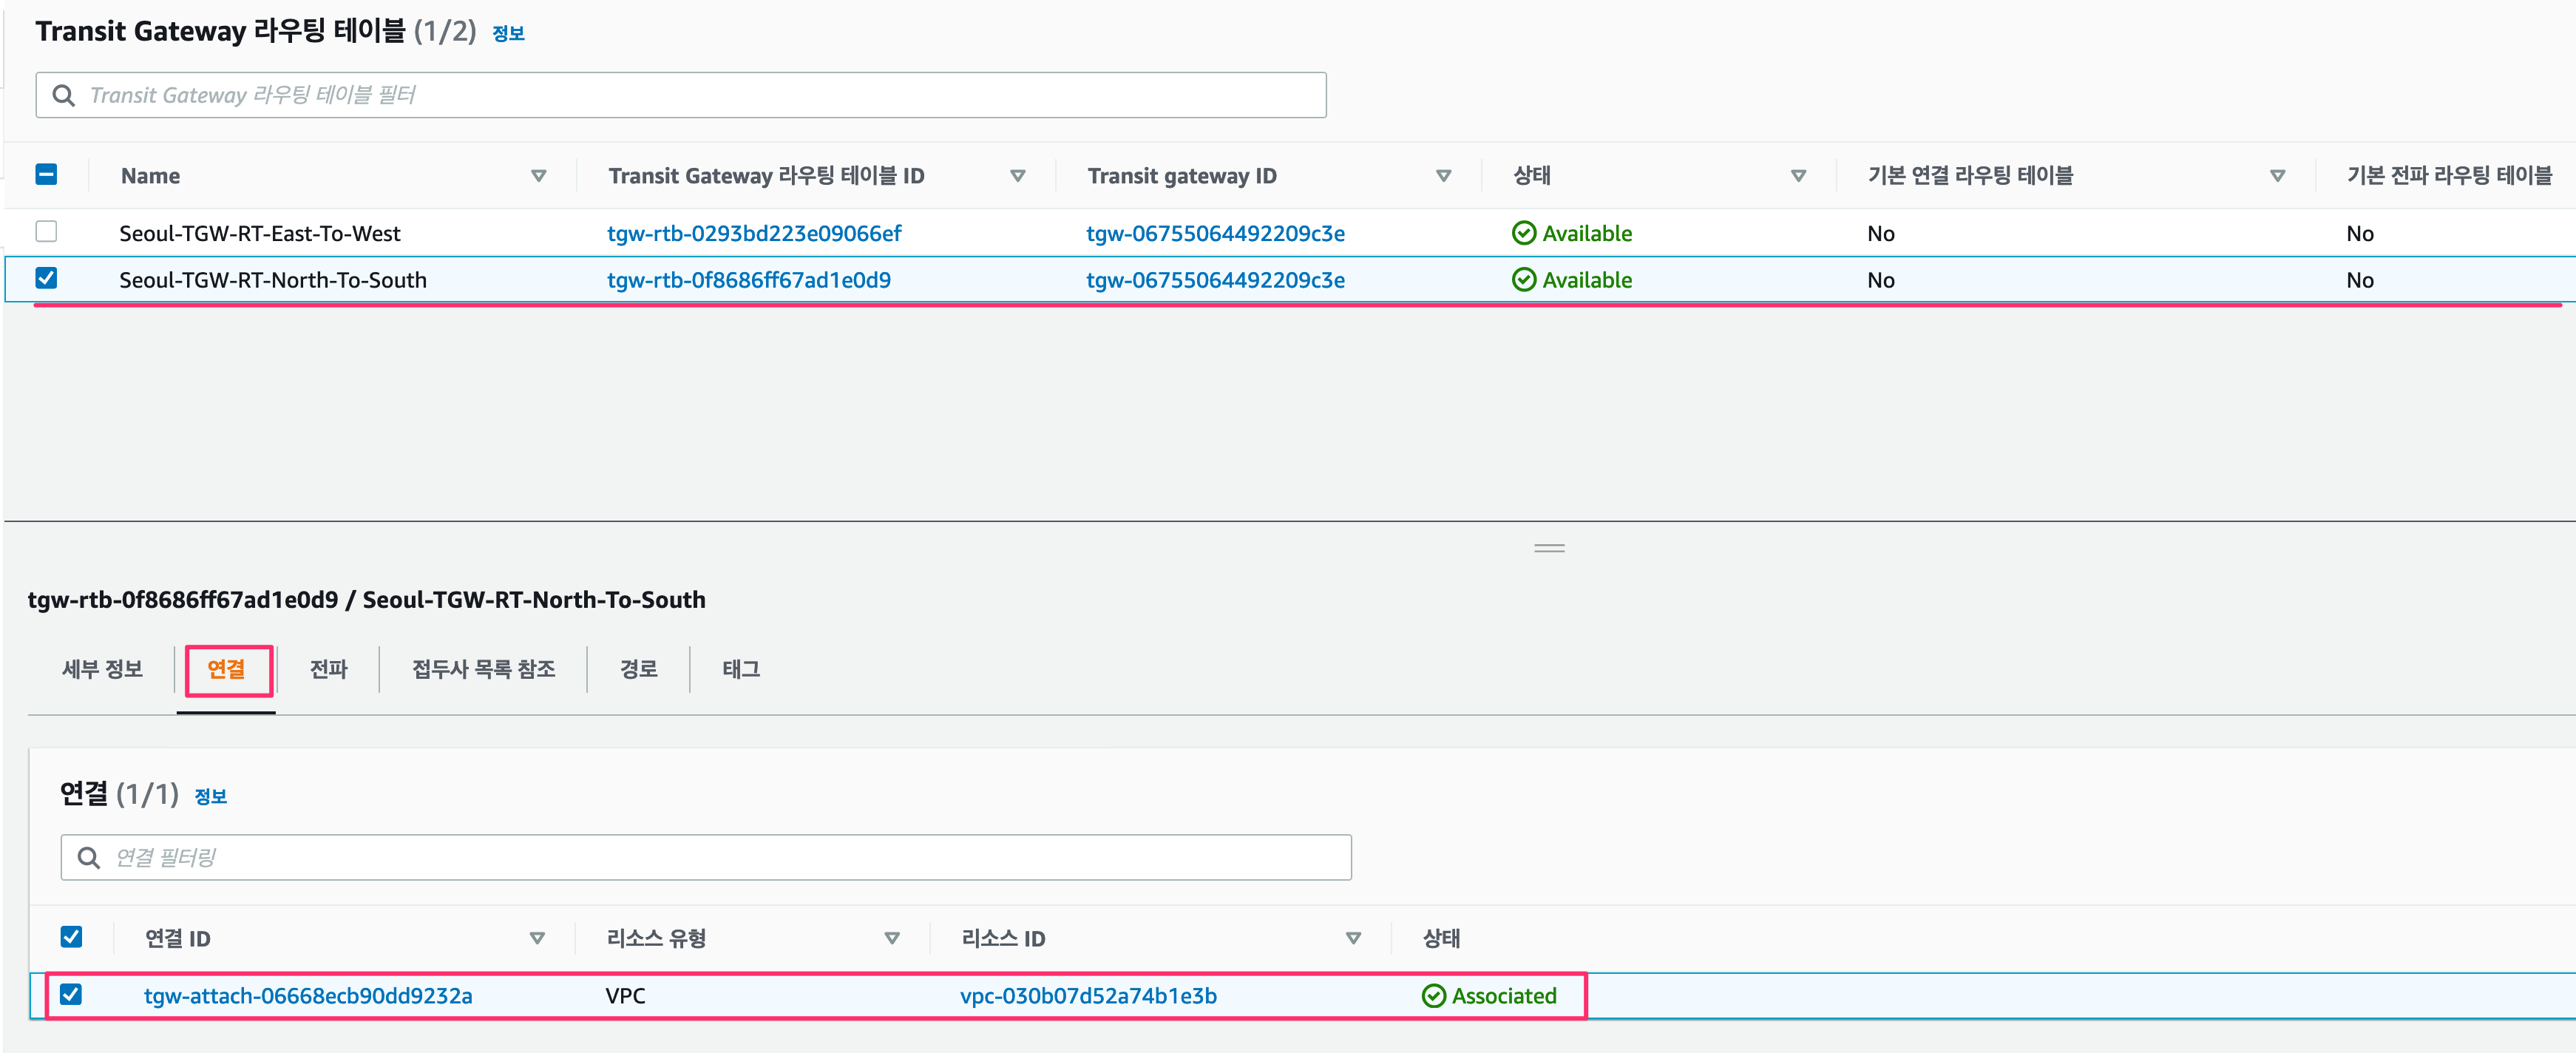 Transit Gateway 라우팅 테이블 (1/2) 정보
Transit Gateway 라우팅 테이블 필터
Name Transit Gateway 라우팅 테이블 ID Transit gateway ID 상태 기본 연결 라우팅 테이블 기본 전파 라우팅 테이블
Seoul-TGW-RT-East-To-West tgw-rtb-0293bd223e09066ef tgw-06755064492209c3e Available No No
Seoul-TGW-RT-North-To-South tgw-rtb-0f8686ff67ad1e0d9 tgw-06755064492209c3e Available No No
tgw-rtb-0f8686ff67ad1e0d9 / Seoul-TGW-RT-North-To-South
세부 정보 연결 전파 접두사 목록 참조 경로 태그
연결 (1/1) 정보
연결 필터링
연결 ID 리소스 유형 리소스 ID 상태
tgw-attach-06668ecb90dd9232a VPC vpc-030b07d52a74b1e3b Associated